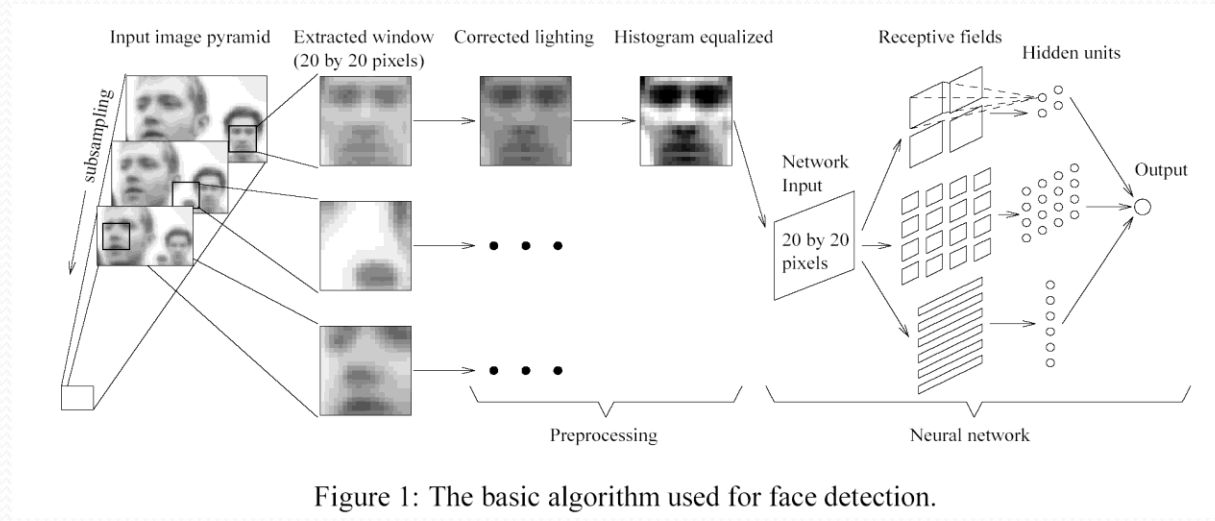 Input image pyramid
Extracted window
(20 by 20 pixels)
Corrected lighting
Histogram equalized
Receptive fields
Hidden units
subsampling
Network
Input
20 by 20
pixels
Output
Preprocessing
Neural network
Figure 1: The basic algorithm used for face detection.